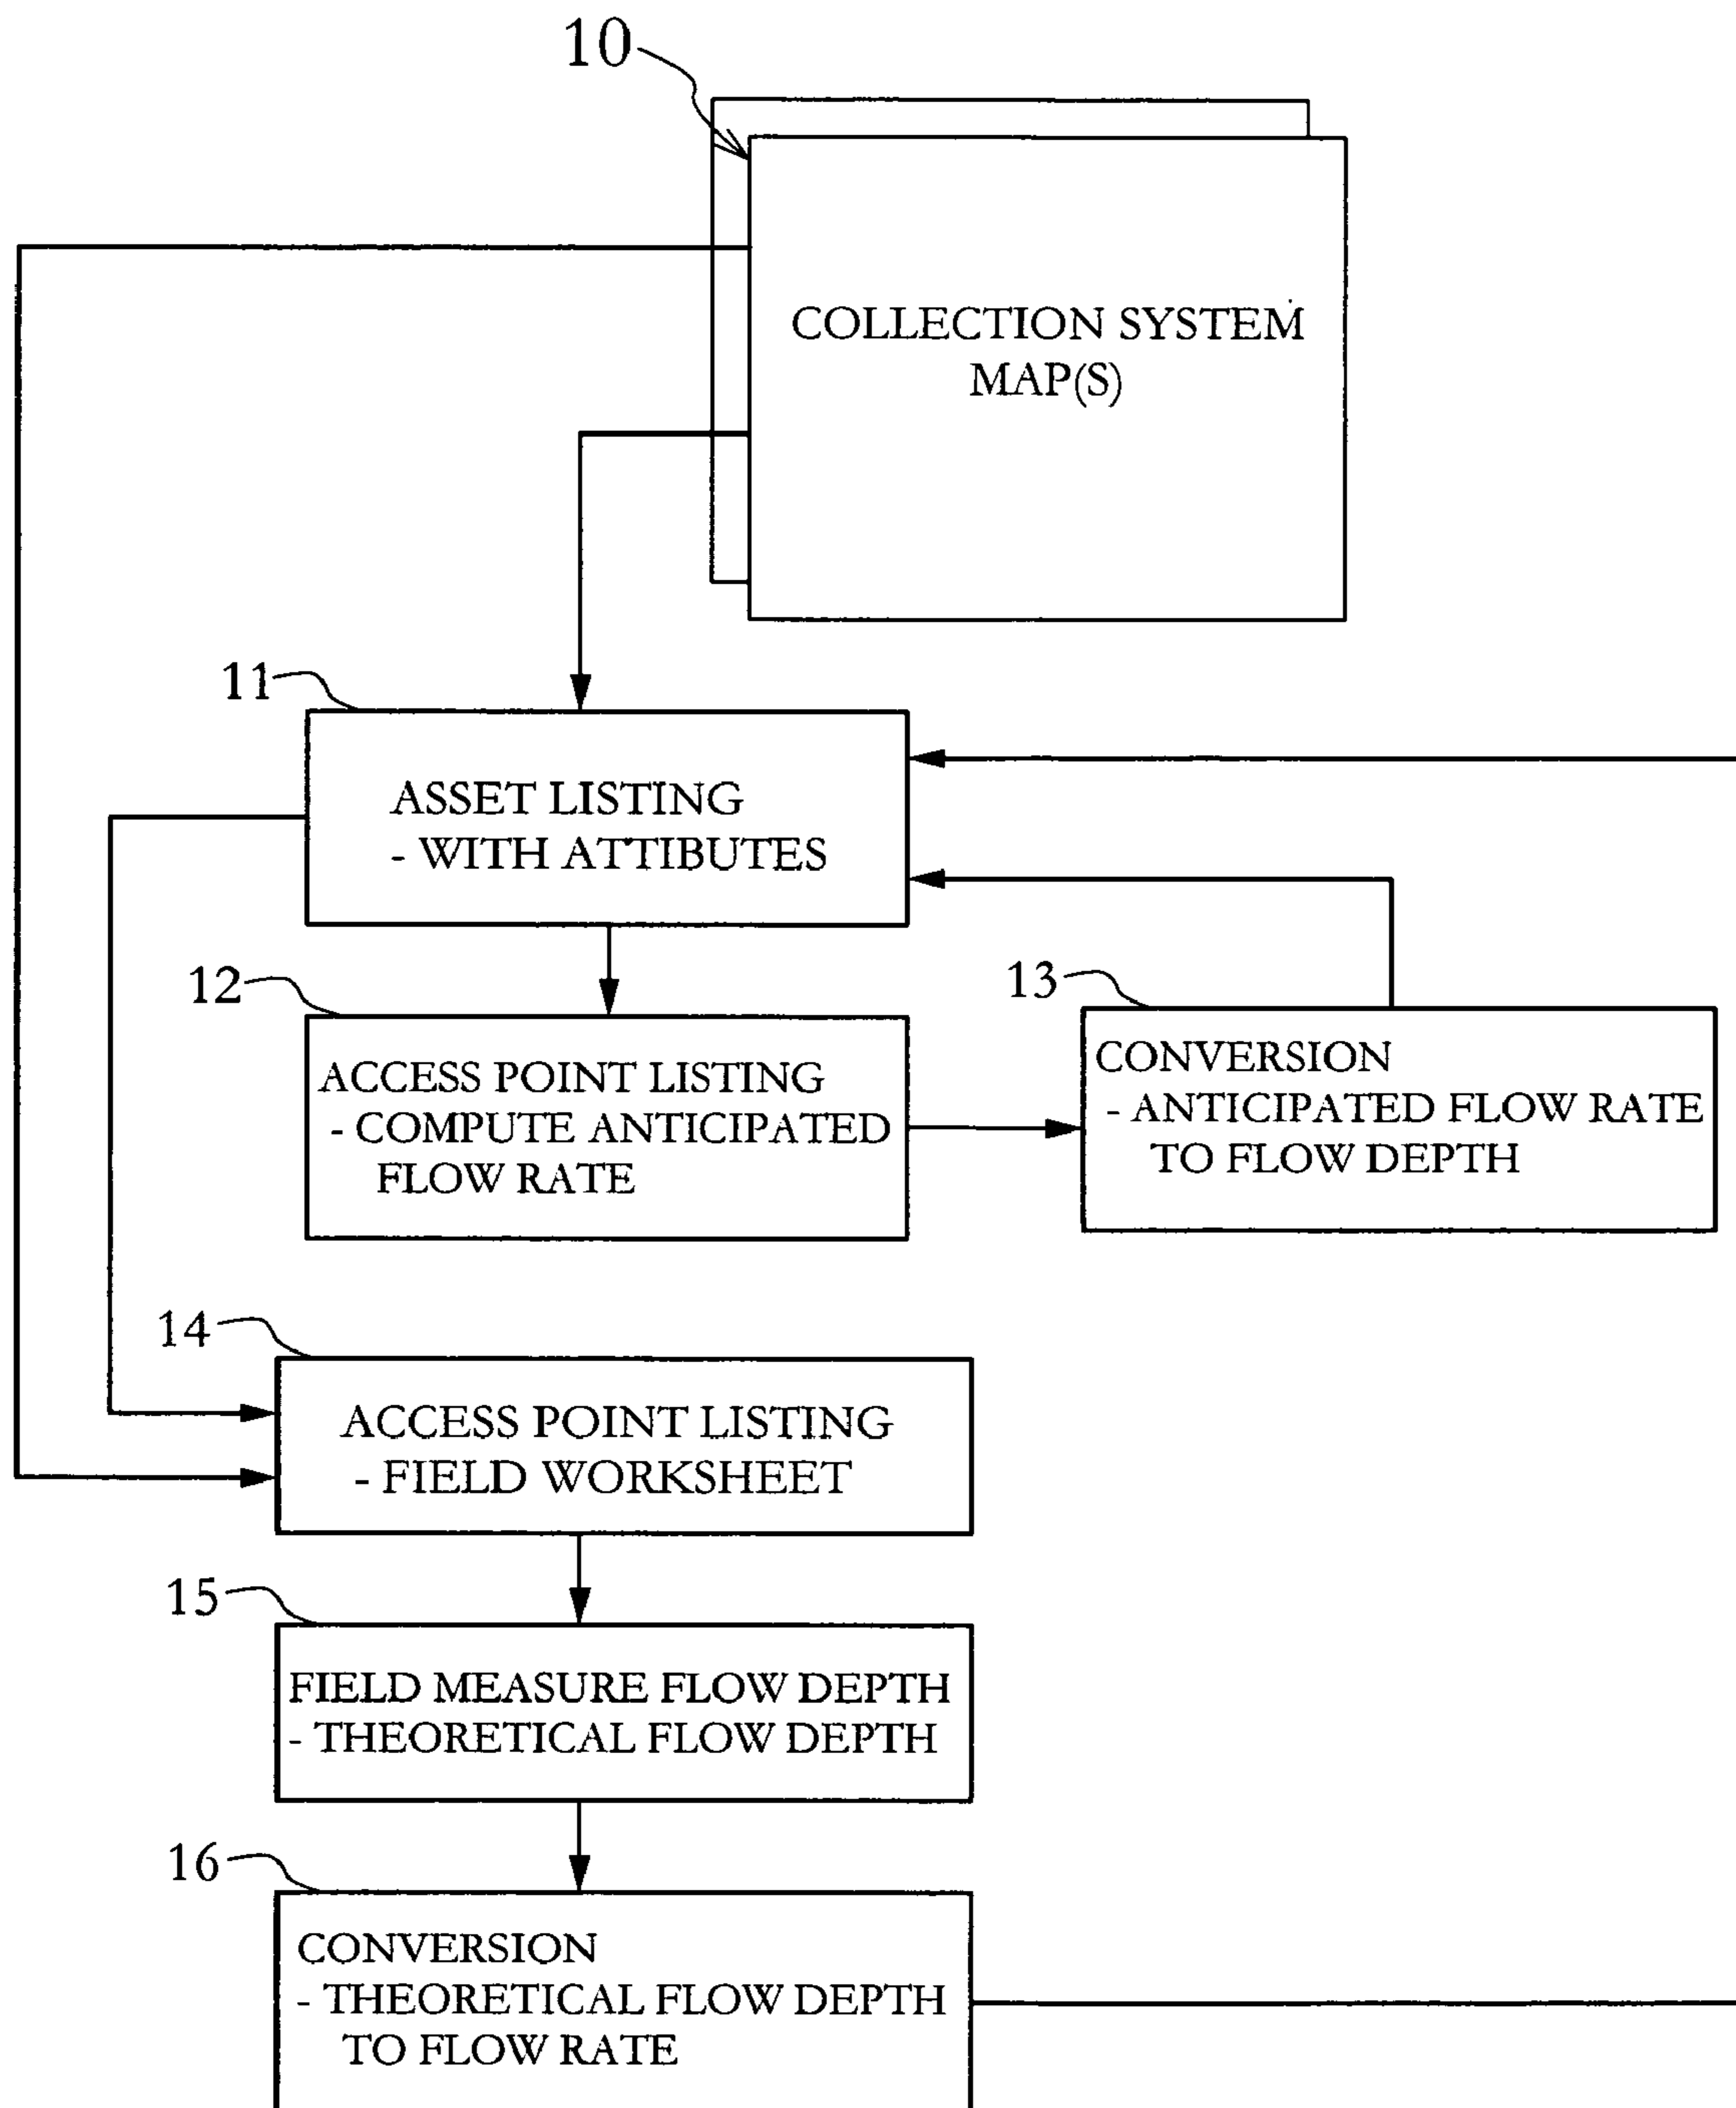 10
COLLECTION SYSTEM
MAP(S)
11
ASSET LISTING
- WITH ATTIBUTES
12
ACCESS POINT LISTING
- COMPUTE ANTICIPATED
FLOW RATE
13
CONVERSION
- ANTICIPATED FLOW RATE
TO FLOW DEPTH
14
ACCESS POINT LISTING
- FIELD WORKSHEET
15
FIELD MEASURE FLOW DEPTH
- THEORETICAL FLOW DEPTH
16
CONVERSION
- THEORETICAL FLOW DEPTH
TO FLOW RATE